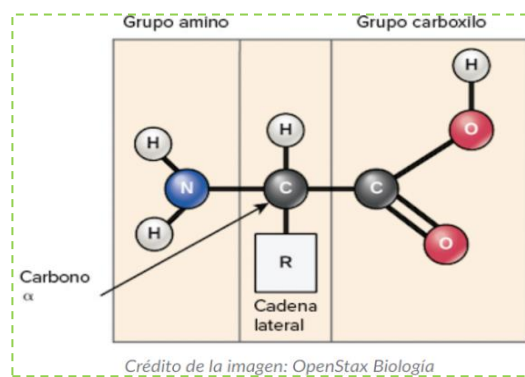 Grupo amino Grupo carboxilo
H
H H O
N C C
H R O
Carbono
α
Cadena
lateral
Crédito de la imagen: OpenStax Biología